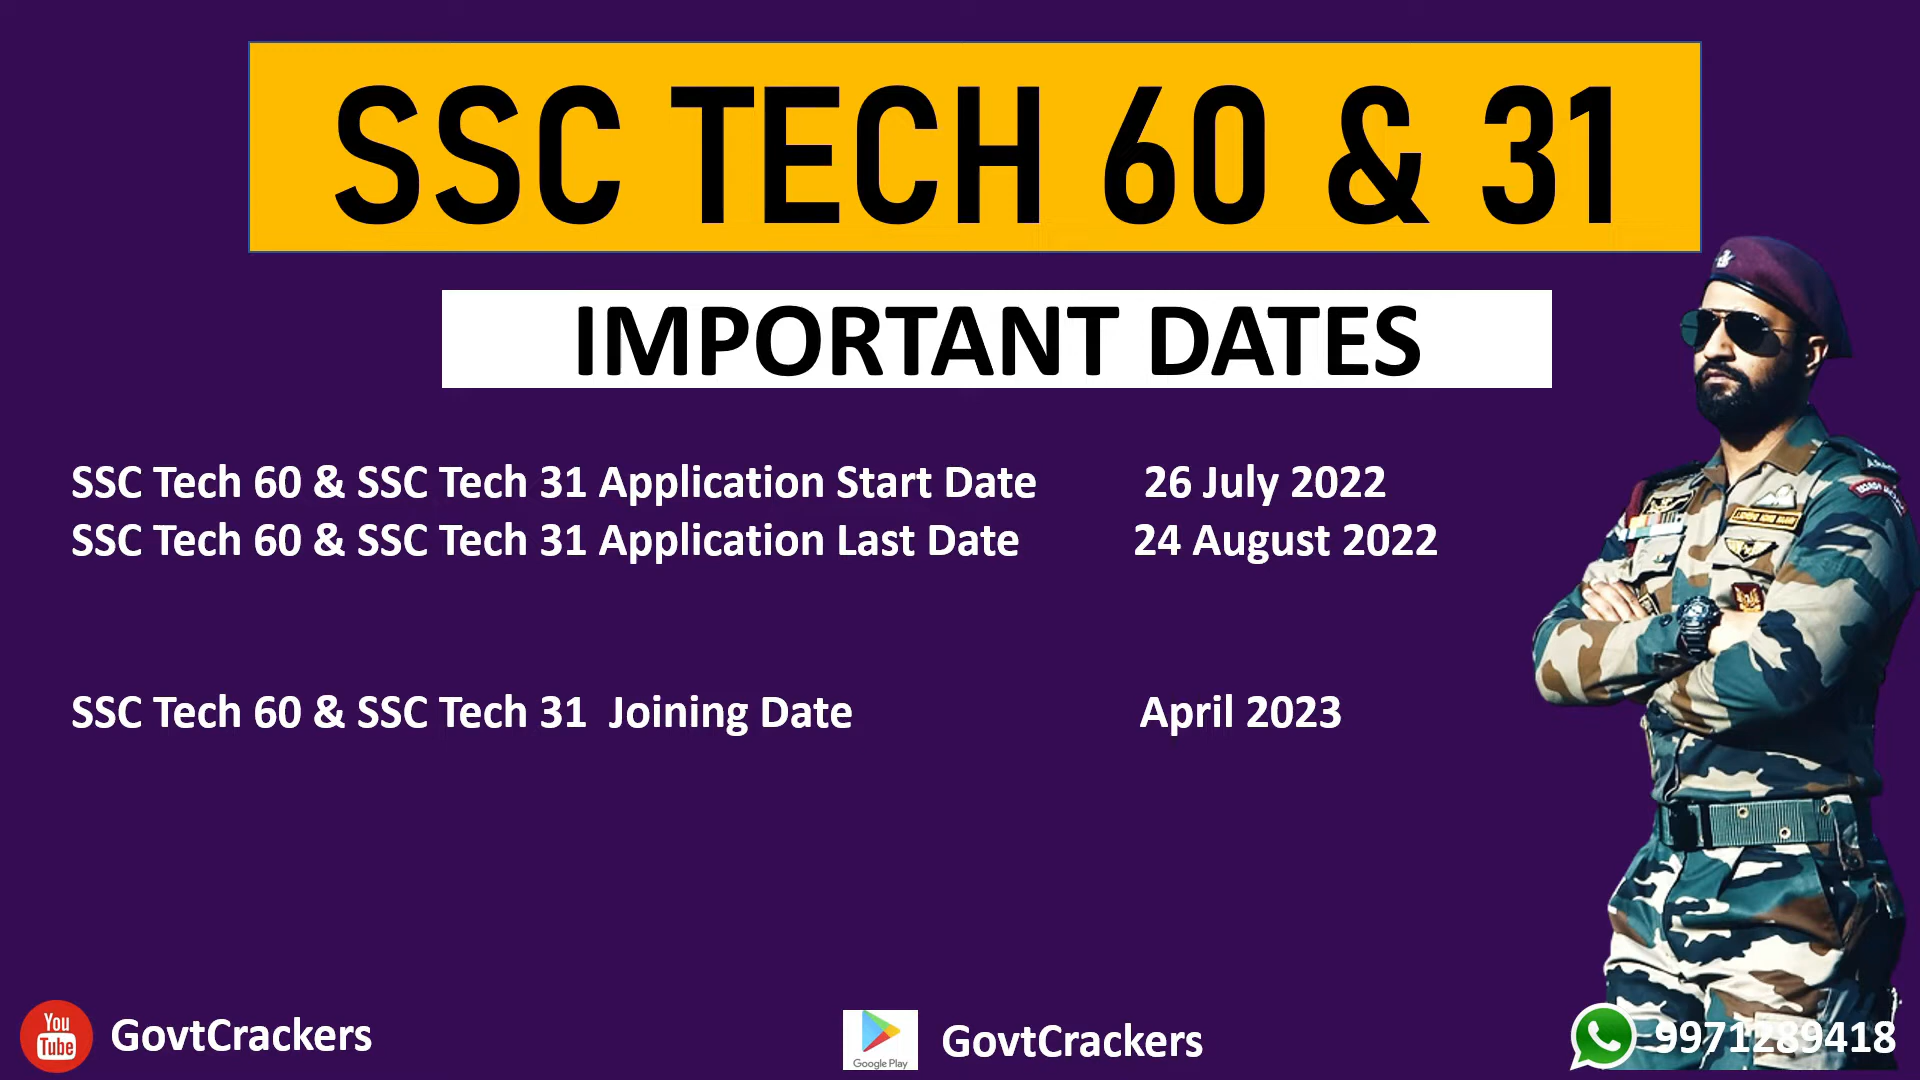 SSC TECH 60 & 31
IMPORTANT DATES
SSC Tech 60 & SSC Tech 31 Application Start Date 26 July 2022
SSC Tech 60 & SSC Tech 31 Application Last Date 24 August 2022
SSC Tech 60 & SSC Tech 31 Joining Date April 2023
You
Tube
GovtCrackers
Google Play
GovtCrackers
9971289418